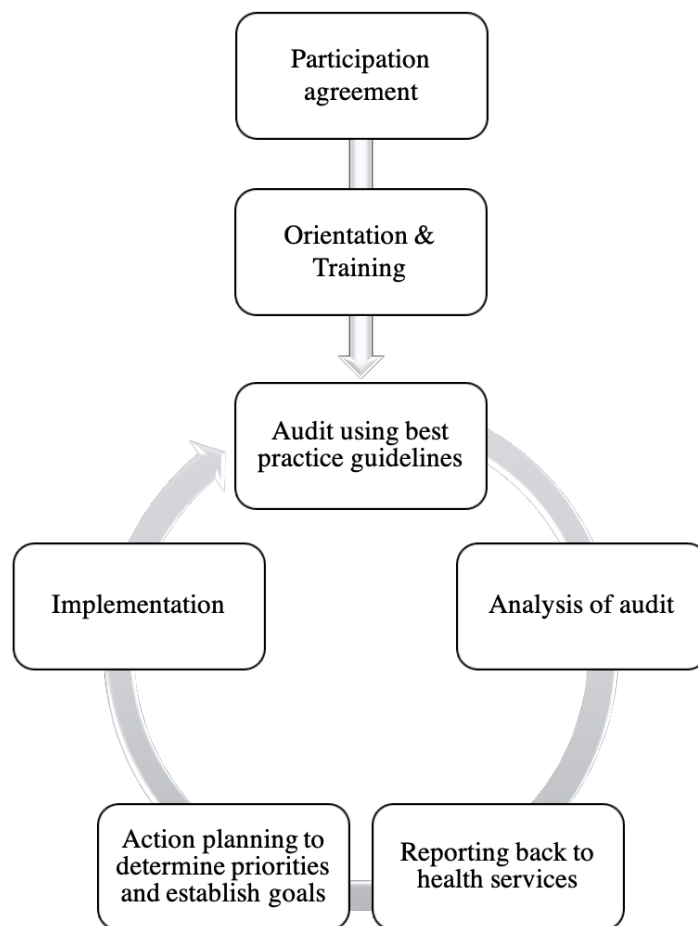 Participation
agreement
Orientation &
Training
Audit using best
practice guidelines
Analysis of audit
Reporting back to
health services
Action planning to
determine priorities
and establish goals
Implementation